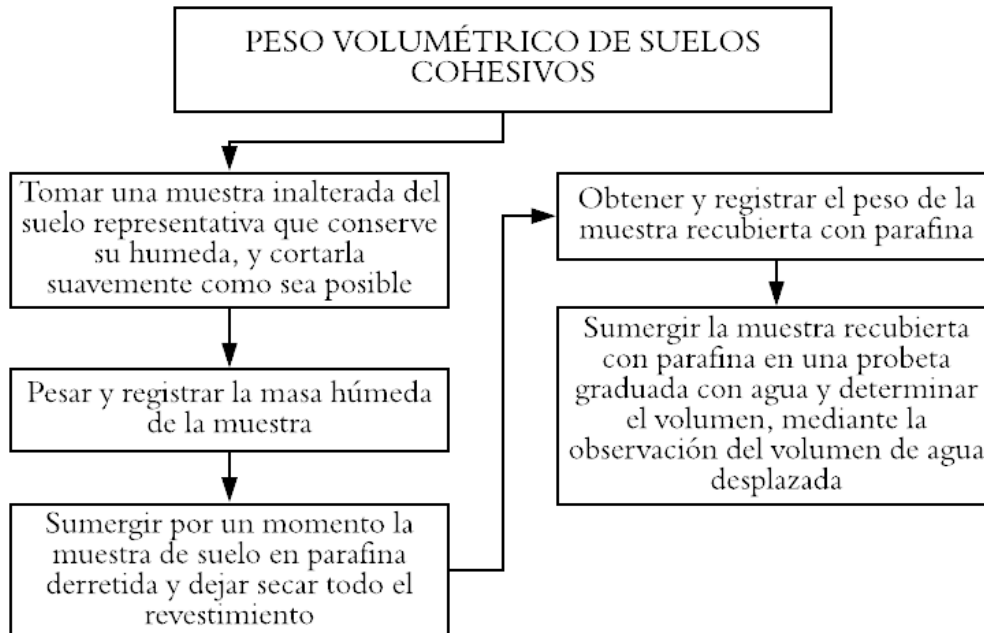 PESO VOLUMÉTRICO DE SUELOS
COHESIVOS
Tomar una muestra inalterada del
suelo representativa que conserve
su humeda, y cortarla
suavemente como sea posible
Pesar y registrar la masa húmeda
de la muestra
Sumergir por un momento la
muestra de suelo en parafina
derretida y dejar secar todo el
revestimiento
Obtener y registrar el peso de la
muestra recubierta con parafina
Sumergir la muestra recubierta
con parafina en una probeta
graduada con agua y determinar
el volumen, mediante la
observación del volumen de agua
desplazada